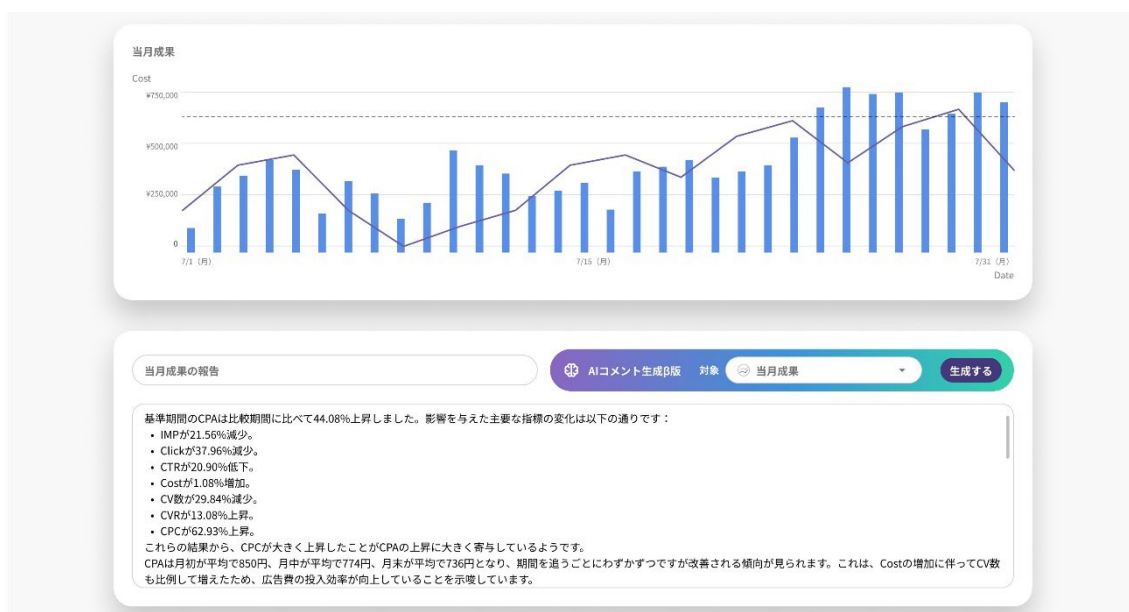 当月成果
Cost
¥750,000
¥500,000
¥250,000
0
7/1（月）
7/15（月）
7/31（月）
Date
当月成果の報告
AIコメント生成β版
対象
当月成果
生成する
基準期間のCPAは比較期間に比べて44.08%上昇しました。影響を与えた主要な指標の変化は以下の通りです：
• IMPが21.56%減少。
• Clickが37.96%減少。
• CTRが20.90%低下。
• Costが1.08%増加。
• CV数が29.84%減少。
• CVRが13.08%上昇。
• CPCが62.93%上昇。
これらの結果から、CPCが大きく上昇したことがCPAの上昇に大きく寄与しているようです。
CPAは月初が平均で850円、月中が平均で774円、月末が平均で736円となり、期間を追うごとにわずかずつですが改善される傾向が見られます。これは、Costの増加に伴ってCV数
も比例して増えたため、広告費の投入効率が向上していることを示唆しています。